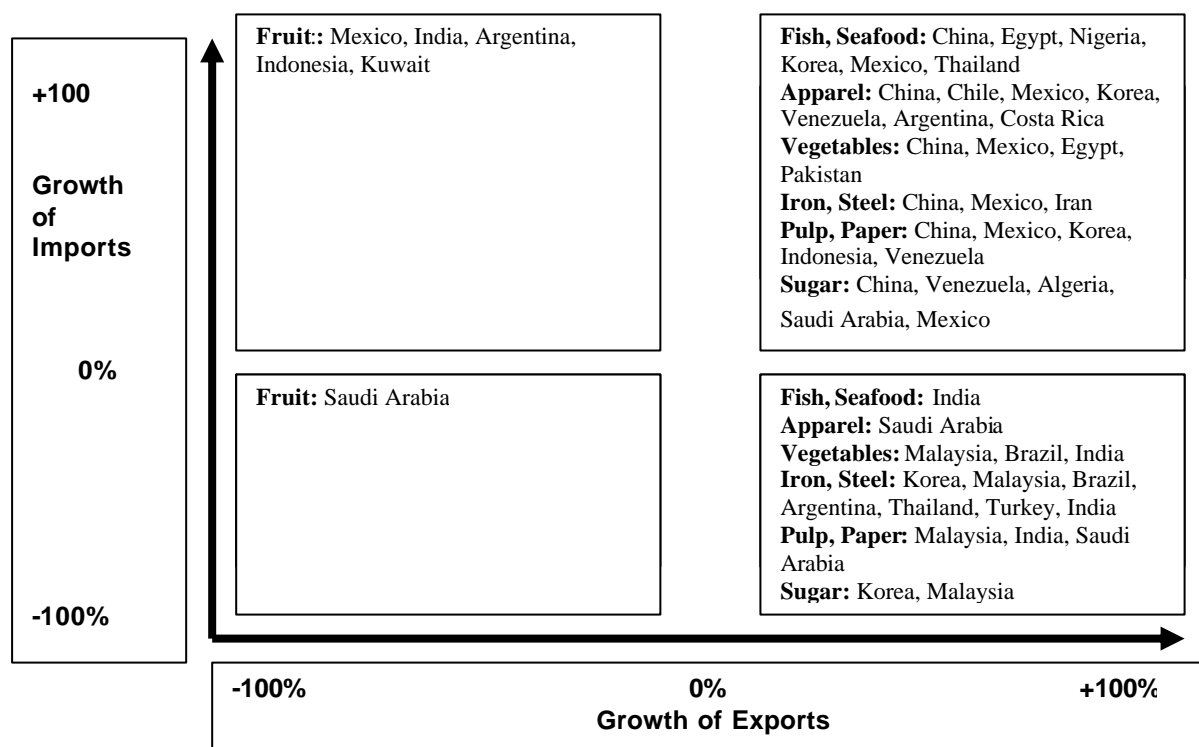 +100
Growth
of
Imports
0%
-100%
Fruit:: Mexico, India, Argentina,
Indonesia, Kuwait
Fish, Seafood: China, Egypt, Nigeria,
Korea, Mexico, Thailand
Apparel: China, Chile, Mexico, Korea,
Venezuela, Argentina, Costa Rica
Vegetables: China, Mexico, Egypt,
Pakistan
Iron, Steel: China, Mexico, Iran
Pulp, Paper: China, Mexico, Korea,
Indonesia, Venezuela
Sugar: China, Venezuela, Algeria,
Saudi Arabia, Mexico
Fruit: Saudi Arabia
Fish, Seafood: India
Apparel: Saudi Arabia
Vegetables: Malaysia, Brazil, India
Iron, Steel: Korea, Malaysia, Brazil,
Argentina, Thailand, Turkey, India
Pulp, Paper: Malaysia, India, Saudi
Arabia
Sugar: Korea, Malaysia
-100% 0% +100%
Growth of Exports